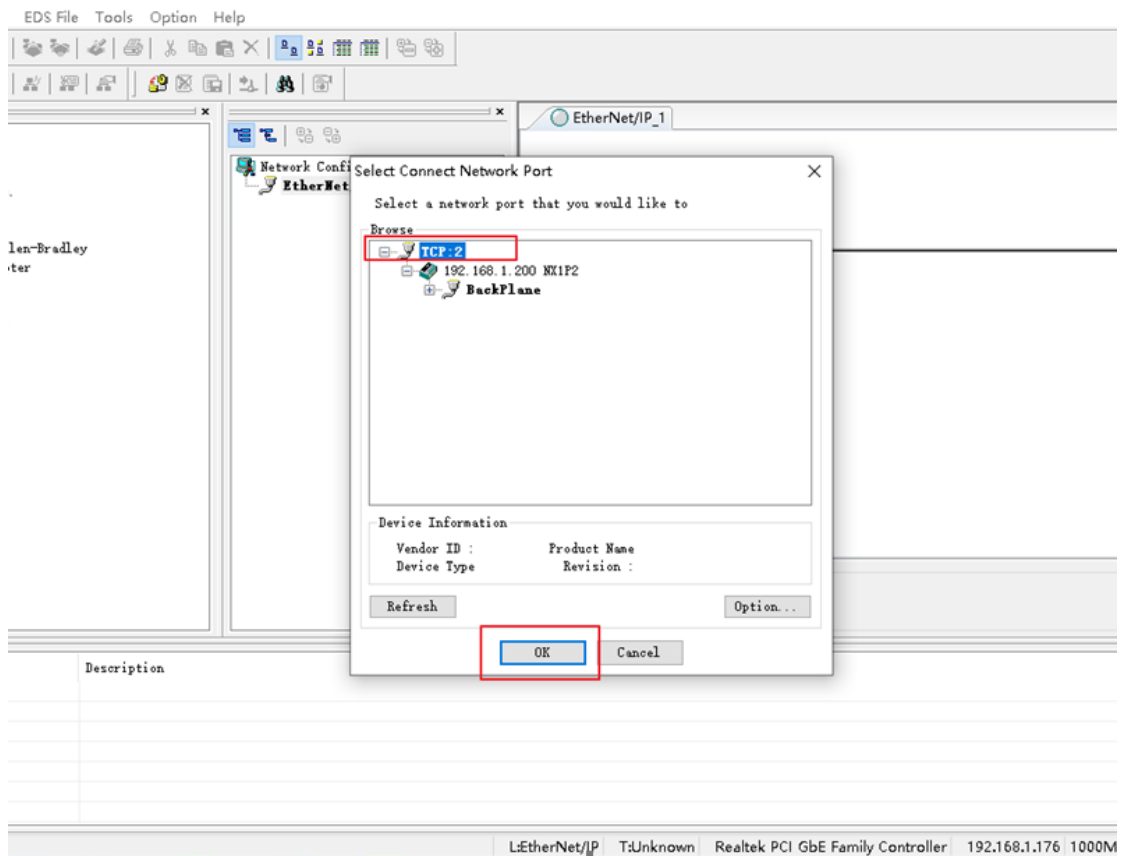 EDS File Tools Option Help
EtherNet/IP_1
Network Confi
EtherNet
len-Bradley
ter
Select Connect Network Port
Select a network port that you would like to
Browse
TCP:2
192.168.1.200 NX1P2
BackPlane
Device Information
Vendor ID : Product Name
Device Type Revision :
Refresh Option...
OK Cancel
Description
L:EtherNet/IP T:Unknown Realtek PCI GbE Family Controller 192.168.1.176 1000M